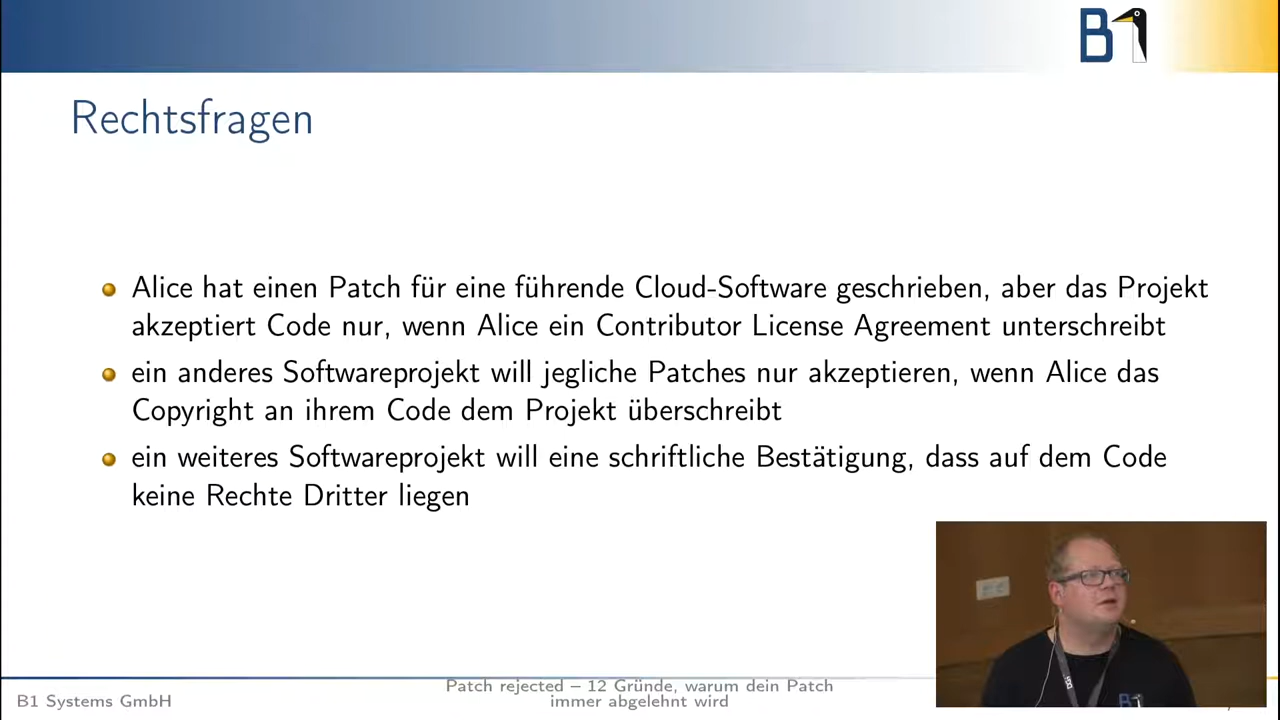 B1
Rechtsfragen
Alice hat einen Patch für eine führende Cloud-Software geschrieben, aber das Projekt
akzeptiert Code nur, wenn Alice ein Contributor License Agreement unterschreibt
ein anderes Softwareprojekt will jegliche Patches nur akzeptieren, wenn Alice das
Copyright an ihrem Code dem Projekt überschreibt
ein weiteres Softwareprojekt will eine schriftliche Bestätigung, dass auf dem Code
keine Rechte Dritter liegen
B1 Systems GmbH
Patch rejected – 12 Gründe, warum dein Patch
immer abgelehnt wird